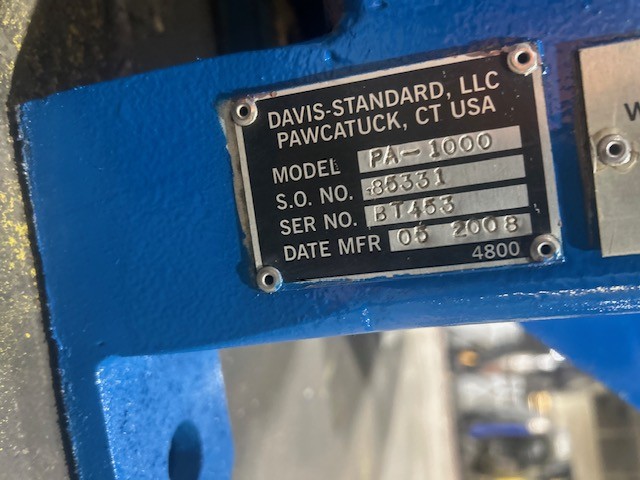 DAVIS-STANDARD, LLC
PAWCATUCK, CT USA
MODEL PA-1000
S.O. NO. 85331
SER NO. BT453
DATE MFR 05 2008
4800
W